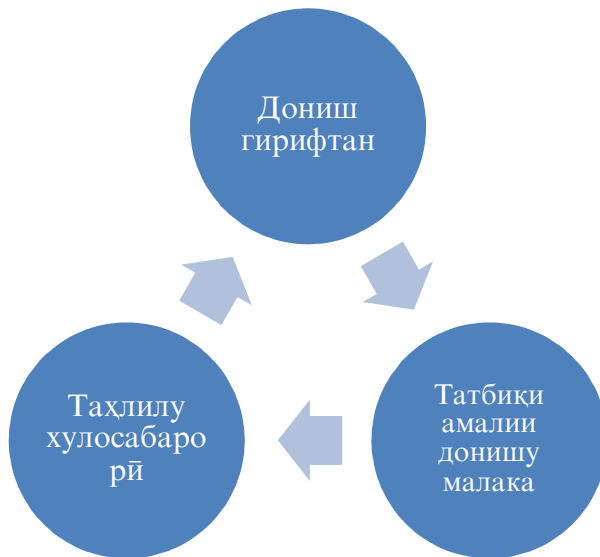 Дониш
гирифтан
Татбиқи
амалии
донишу
малака
Таҳлилу
хулосабаро
рӣ